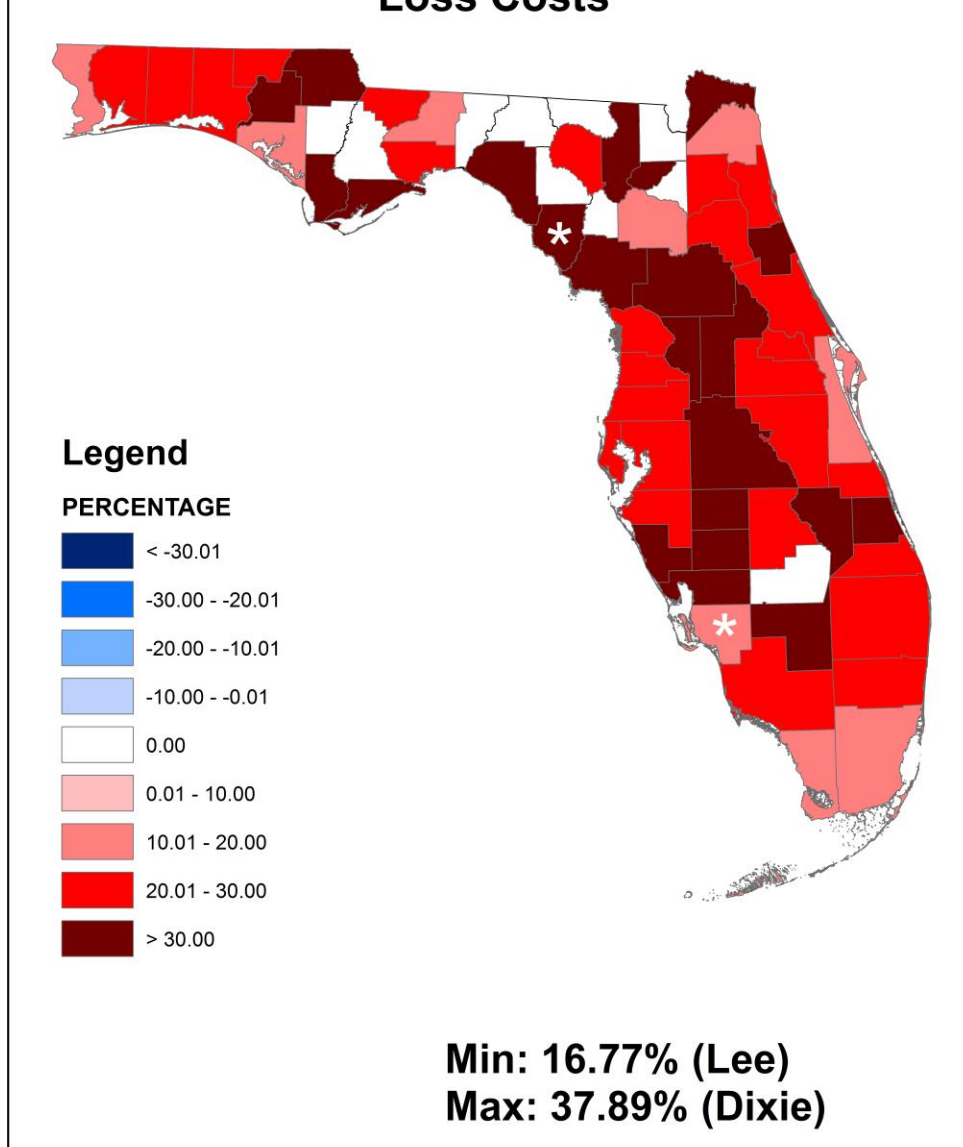 Loss Costs
*
*
Legend
PERCENTAGE
< -30.01
-30.00 - -20.01
-20.00 - -10.01
-10.00 - -0.01
0.00
0.01 - 10.00
10.01 - 20.00
20.01 - 30.00
> 30.00
Min: 16.77% (Lee)
Max: 37.89% (Dixie)